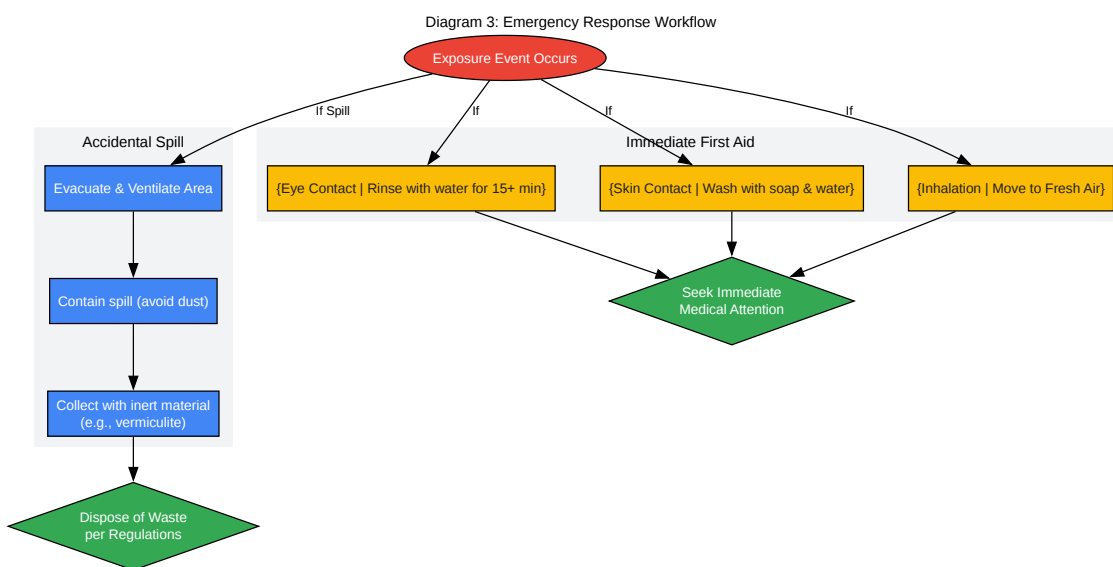 Diagram 3: Emergency Response Workflow
Exposure Event Occurs
If Spill
If
If
If
Accidental Spill
Immediate First Aid
Evacuate & Ventilate Area
{Eye Contact | Rinse with water for 15+ min}
{Skin Contact | Wash with soap & water}
{Inhalation | Move to Fresh Air}
Contain spill (avoid dust)
Seek Immediate
Medical Attention
Collect with inert material
(e.g., vermiculite)
Dispose of Waste
per Regulations